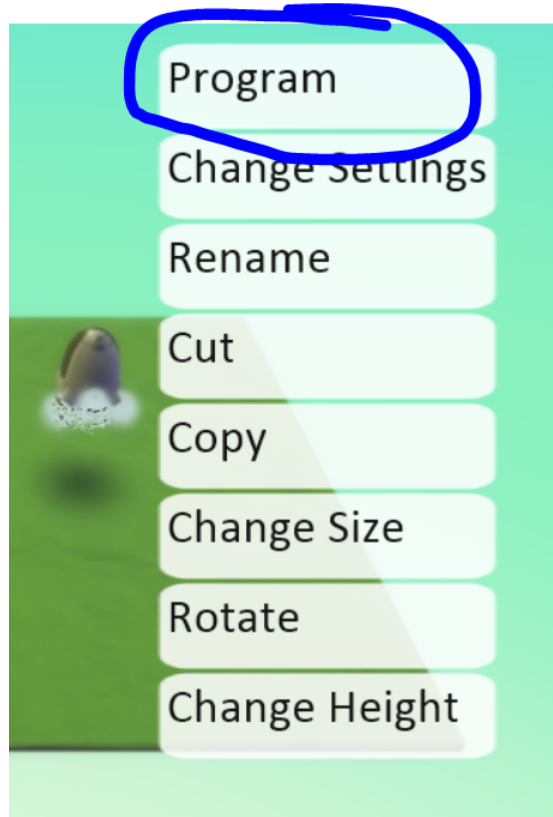 Program
Change Settings
Rename
Cut
Copy
Change Size
Rotate
Change Height